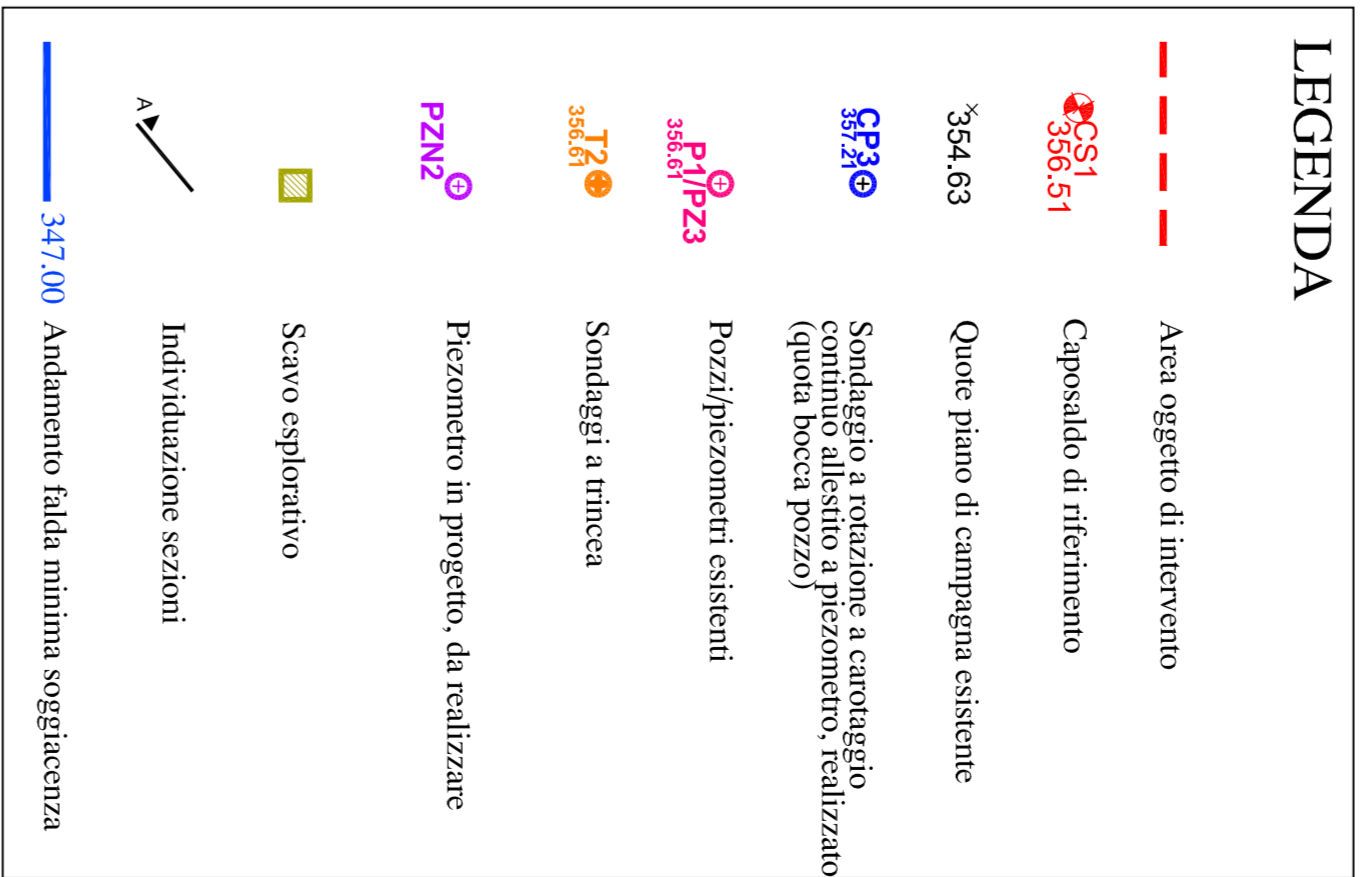 LEGENDA
Area oggetto di intervento
CS1
356.51
Caposaldo di riferimento
×354.63
Quote piano di campagna esistente
CP3
357.21
Sondaggio a rotazione a carotaggio
continuo allestito a piezometro, realizzato
(quota bocca pozzo)
P1/PZ3
356.61
Pozzi/piezometri esistenti
T2
356.61
Sondaggi a trincea
PZN2
Piezometro in progetto, da realizzare
Scavo esplorativo
A
Individuazione sezioni
347.00
Andamento falda minima soggiacenza